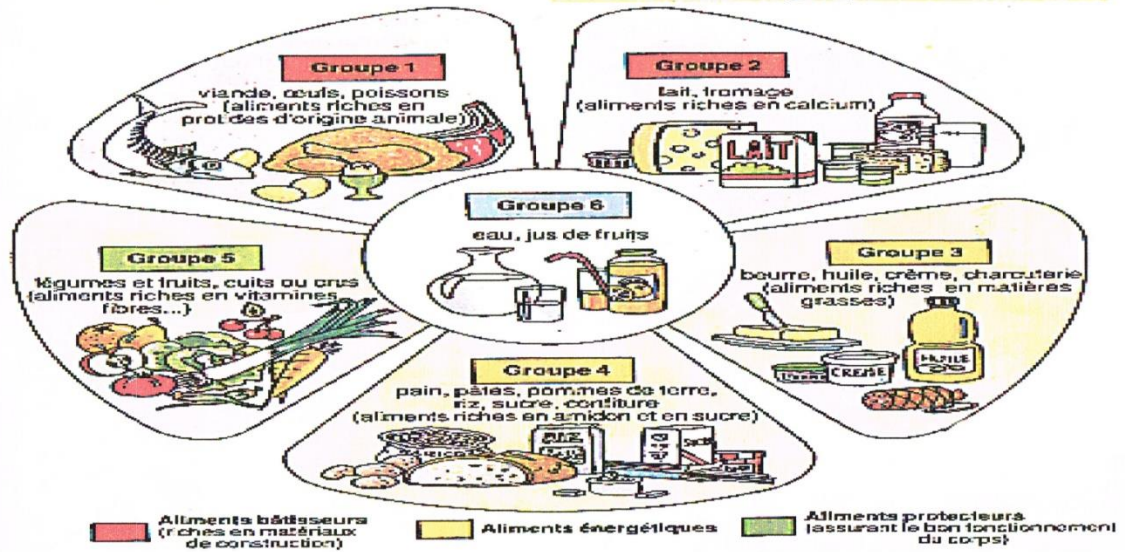 Groupe 1
viande, œufs, poissons
(aliments riches en
protides d'origine animale)
Groupe 2
lait, fromage
(aliments riches en calcium)
LAIT
Groupe 6
eau, jus de fruits
Groupe 5
légumes et fruits, cuits ou crus
(aliments riches en vitamines
fibres...)
Groupe 3
beurre, huile, crème, charcuterie
(aliments riches en matières
grasses)
HUILE
CREME
Groupe 4
pain, pâtes, pommes de terre,
riz, sucre, confiture
(aliments riches en amidon et en sucre)
RIZ
SUCRE
Aliments bâtisseurs
(riches en matériaux
de construction)
Aliments énergétiques
Aliments protecteurs
(assurant le bon fonctionnement
du corps)